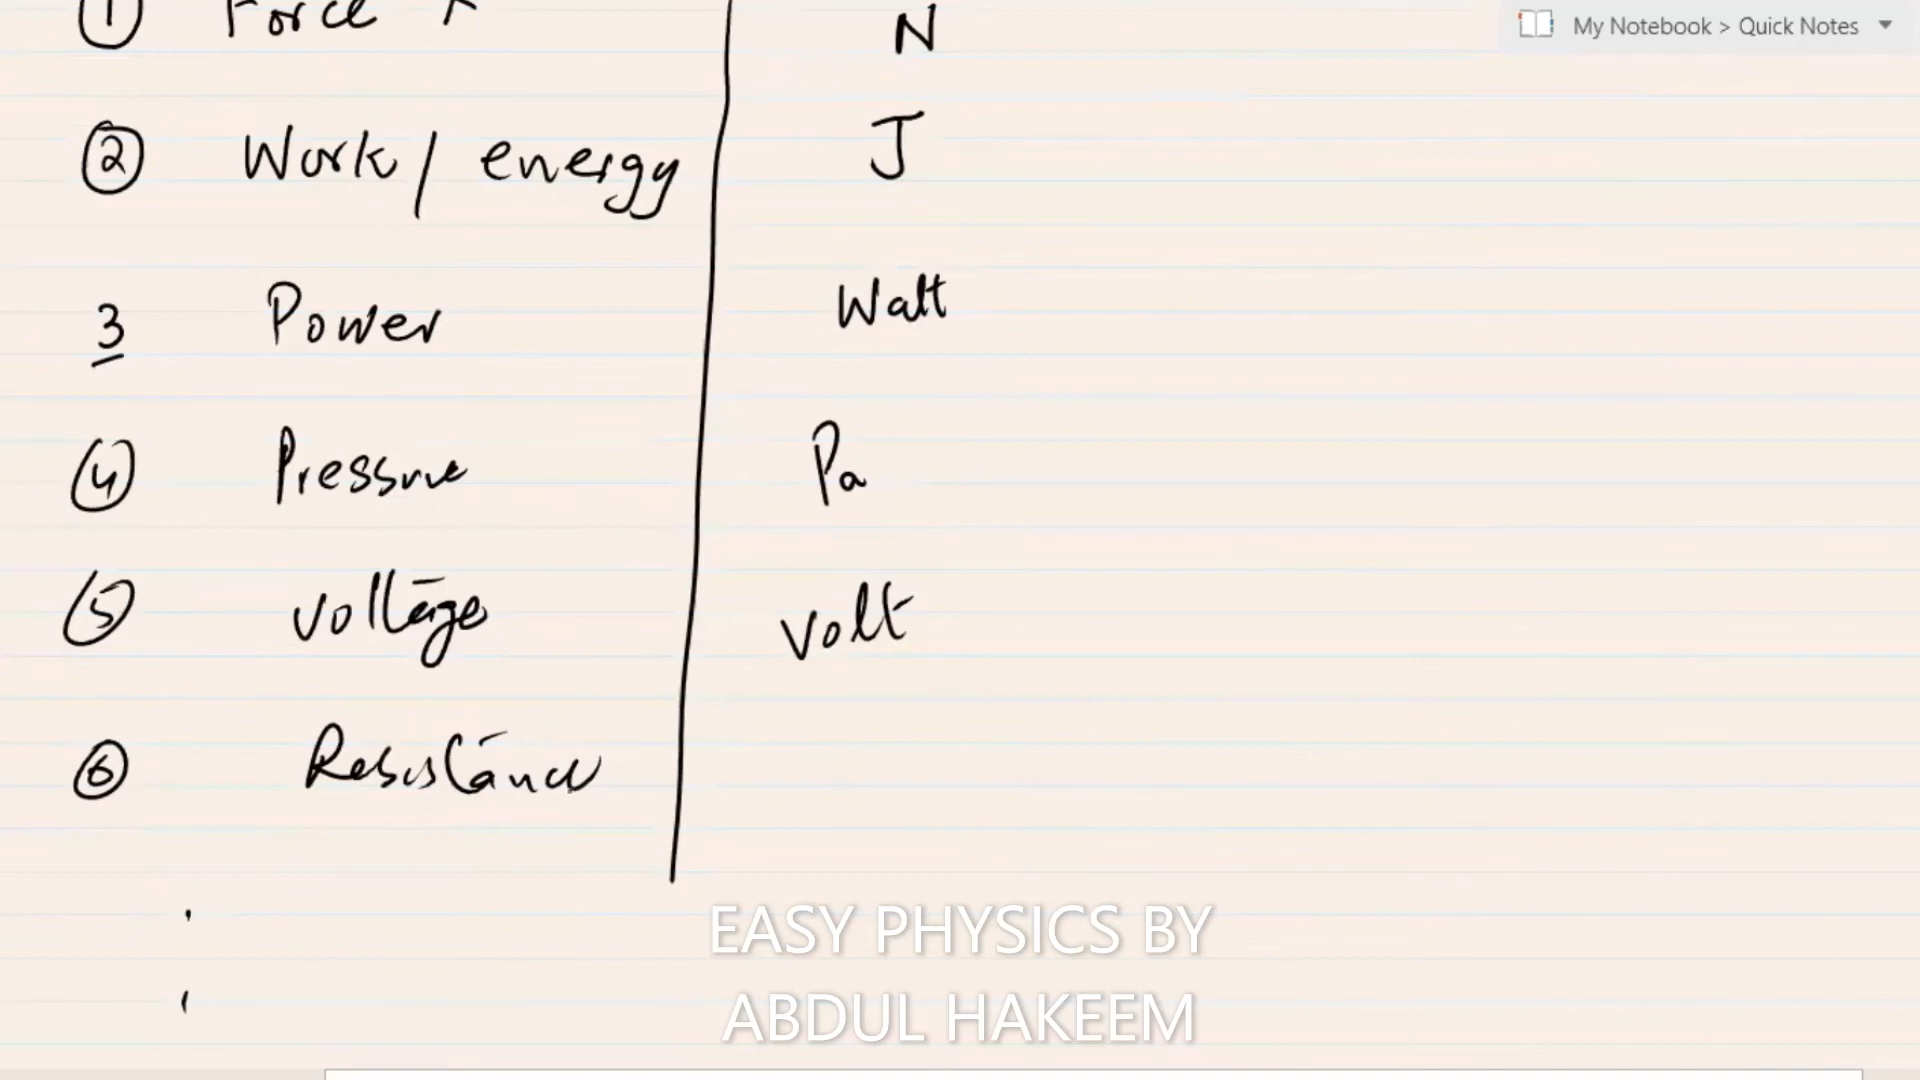 ① Force F N
My Notebook > Quick Notes
② Work / energy J
3 Power Watt
④ Pressure Pa
⑤ voltage volt
⑥ Resistance
EASY PHYSICS BY
ABDUL HAKEEM